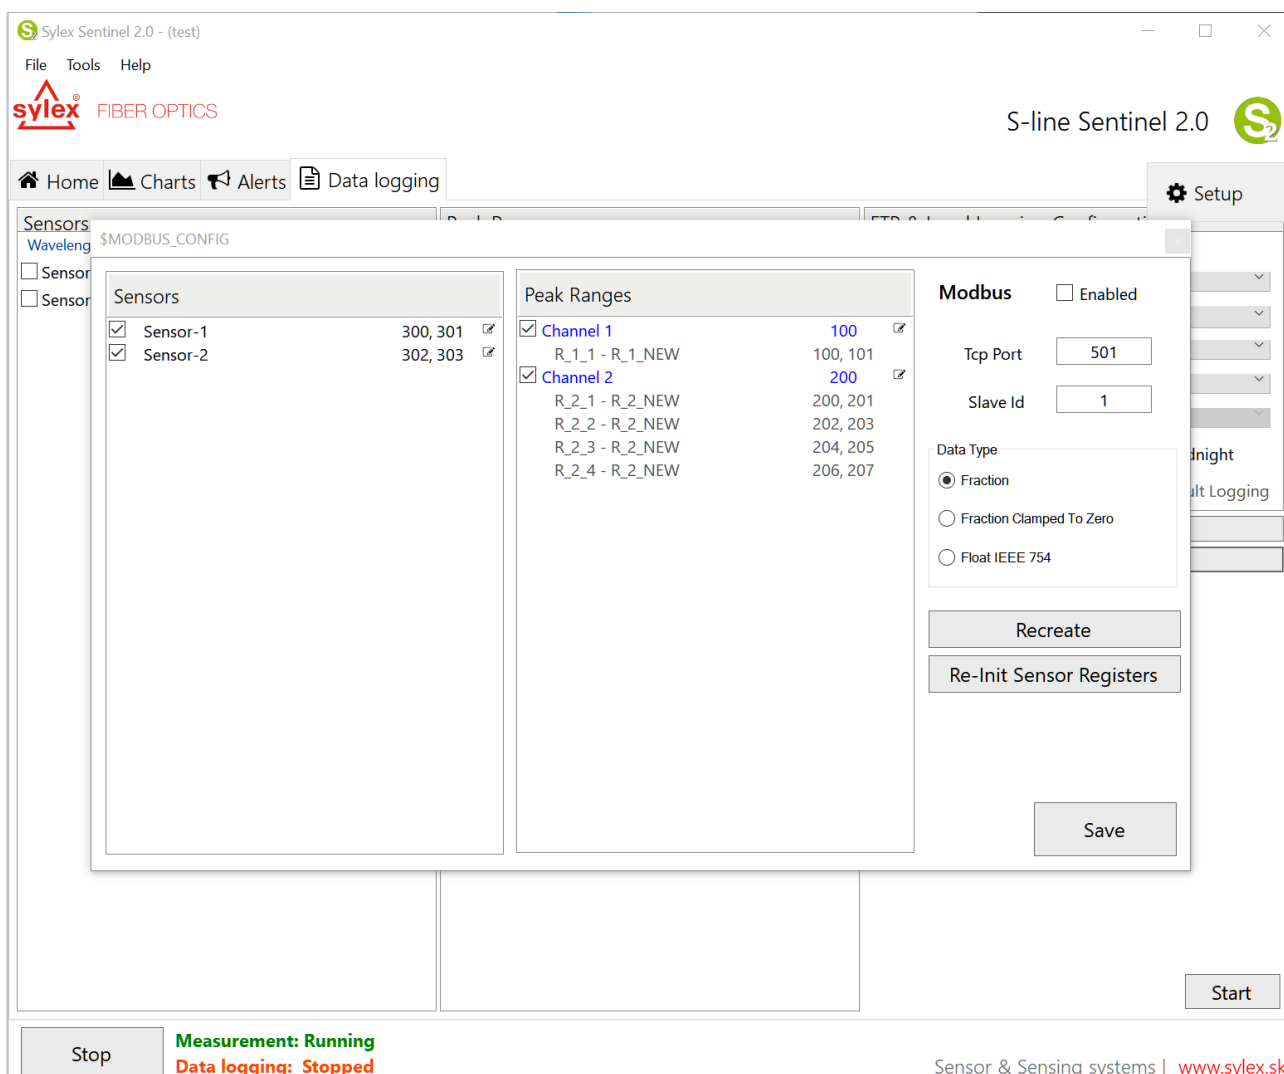 Sylex Sentinel 2.0 - (test)
File Tools Help
sylex® FIBER OPTICS
S-line Sentinel 2.0
Home Charts Alerts Data logging
Setup
Sensors
Waveleng
$MODBUS_CONFIG
Sensor
Sensor
Sensors
Sensor-1 300, 301
Sensor-2 302, 303
Peak Ranges
Channel 1 100
R_1_1 - R_1_NEW 100, 101
Channel 2 200
R_2_1 - R_2_NEW 200, 201
R_2_2 - R_2_NEW 202, 203
R_2_3 - R_2_NEW 204, 205
R_2_4 - R_2_NEW 206, 207
Modbus Enabled
Tcp Port 501
Slave Id 1
Data Type
Fraction
Fraction Clamped To Zero
Float IEEE 754
Recreate
Re-Init Sensor Registers
Save
dnight
ult Logging
Start
Stop
Measurement: Running
Data logging: Stopped
Sensor & Sensing systems | www.sylex.sk